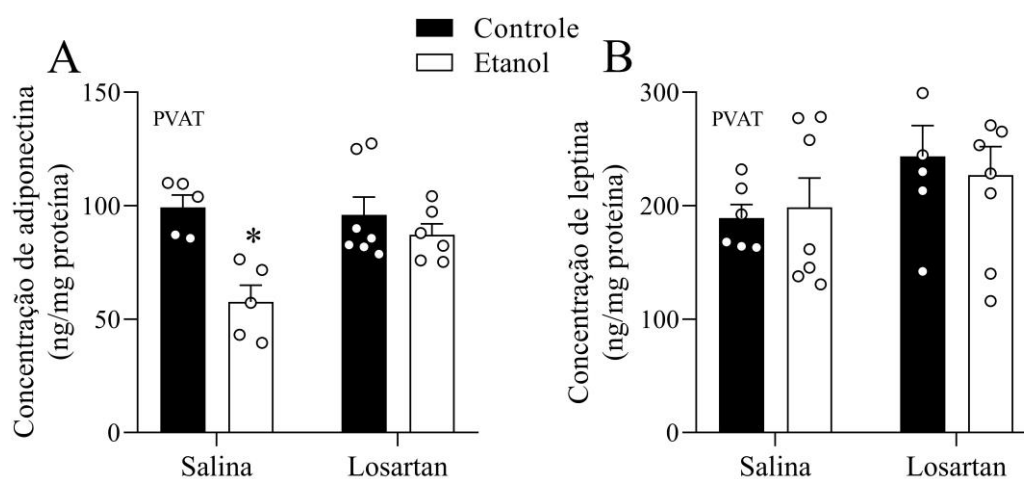 Controle
Etanol
A
Concentração de adiponectina
(ng/mg proteína)
150
100
50
0
PVAT
*
Salina
Losartan
B
Concentração de leptina
(ng/mg proteína)
300
200
100
0
PVAT
Salina
Losartan